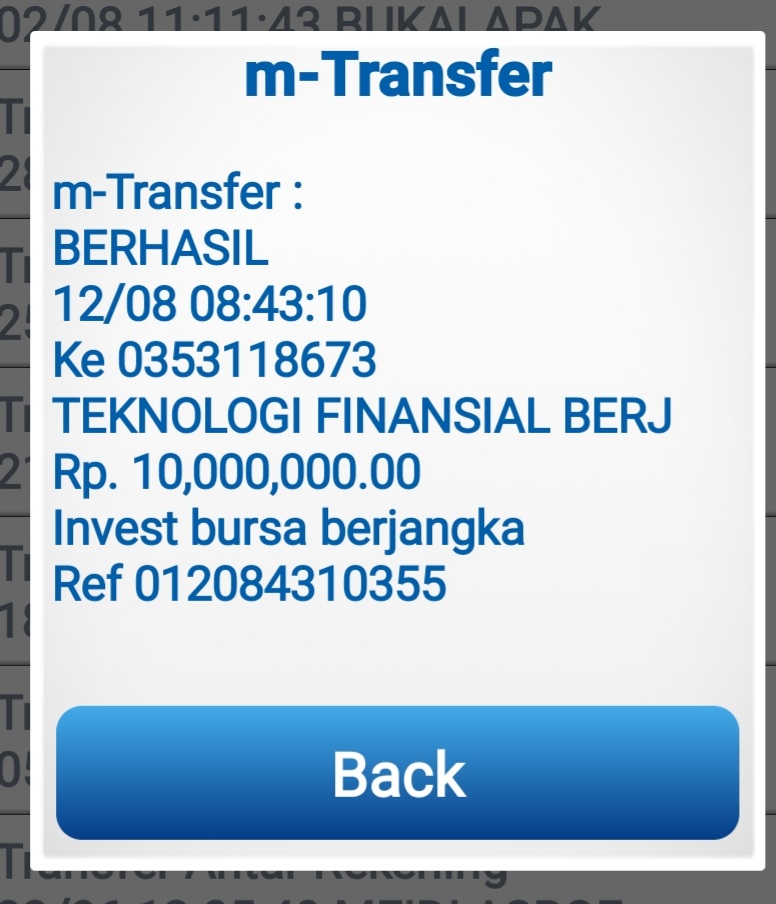 02/08 11:11:43 BUKALAPAK
m-Transfer
m-Transfer :
BERHASIL
12/08 08:43:10
Ke 0353118673
TEKNOLOGI FINANSIAL BERJ
Rp. 10,000,000.00
Invest bursa berjangka
Ref 012084310355
Back
Transfer Antar Rekening